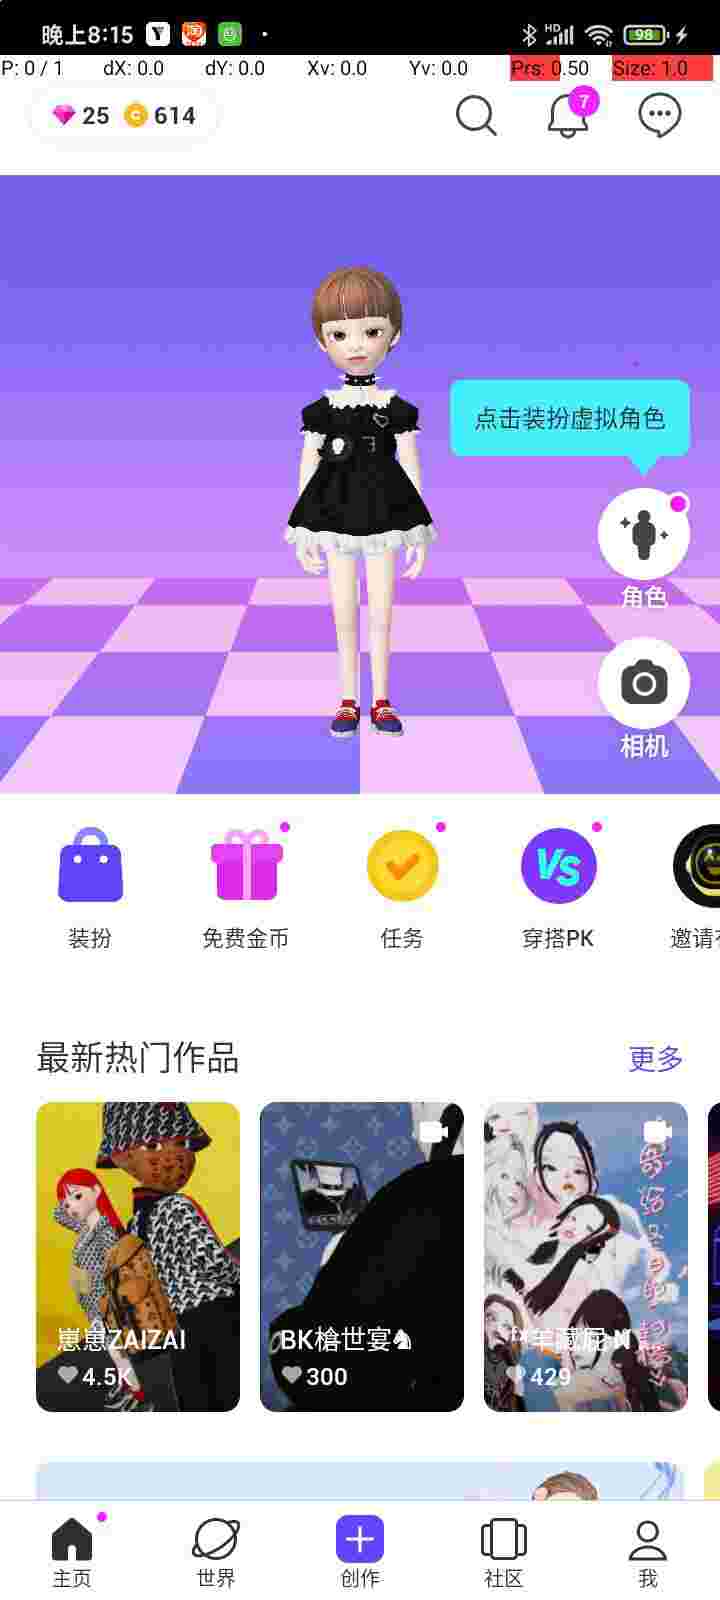 晚上8:15
HD
98
P: 0 / 1 dX: 0.0 dY: 0.0 Xv: 0.0 Yv: 0.0 Prs: 0.50 Size: 1.0
25 614
7
点击装扮虚拟角色
角色
相机
VS
装扮 免费金币 任务 穿搭PK 邀请
最新热门作品 更多
崽崽ZAIZAI
4.5K
BK槍世宴♞
300
429
主页 世界 创作 社区 我